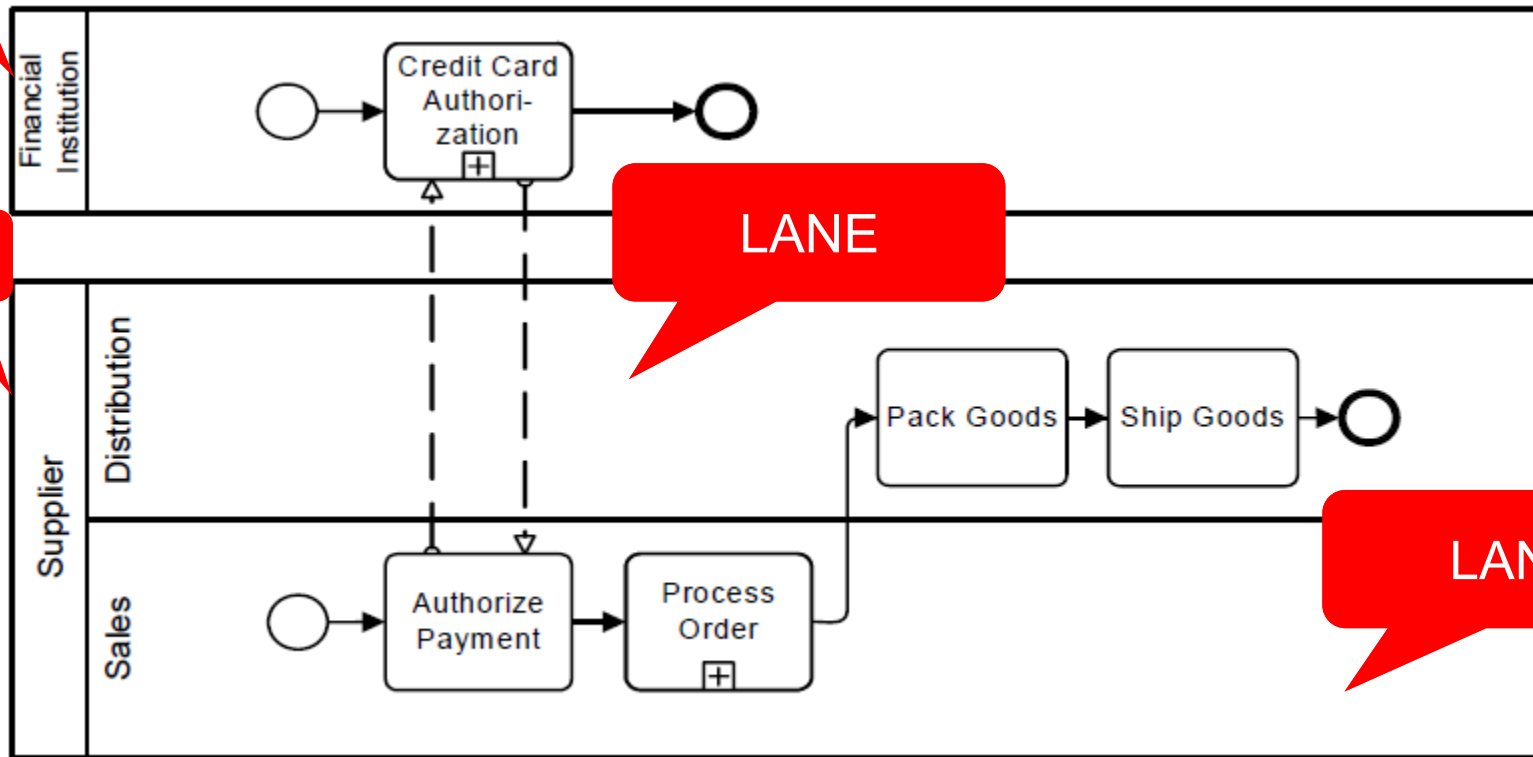 Financial
Institution
Credit Card
Authori-
zation
LANE
Supplier
Distribution
Pack Goods
Ship Goods
Sales
Authorize
Payment
Process
Order